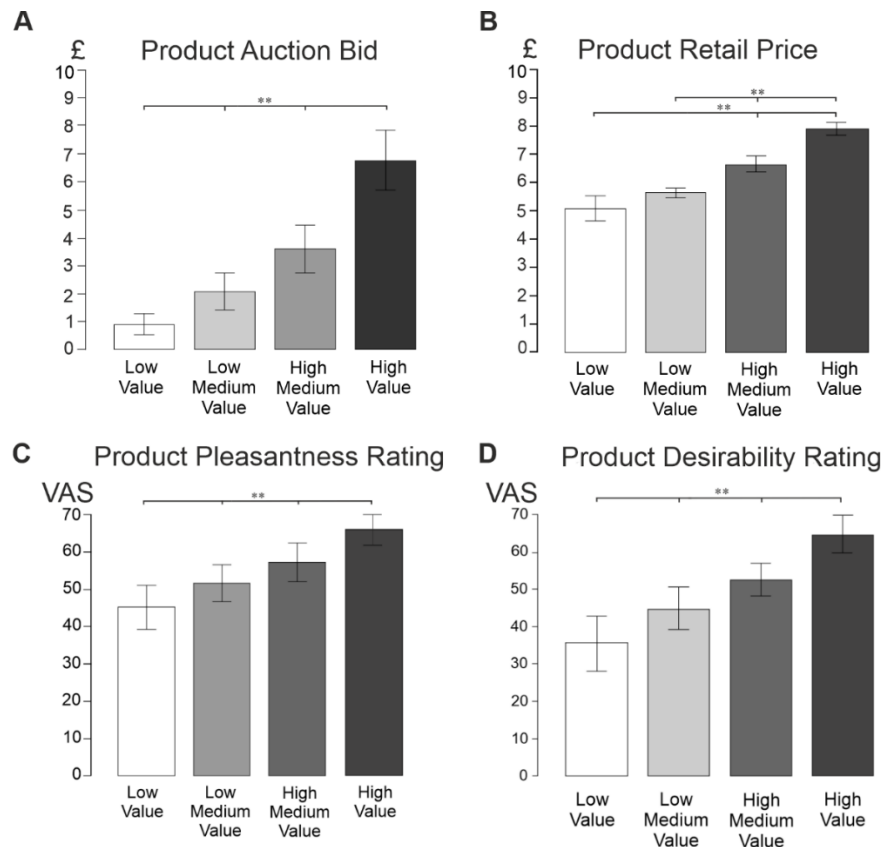 A
£
Product Auction Bid
10
9
8
7
6
5
4
3
2
1
0
**
Low
Value
Low
Medium
Value
High
Medium
Value
High
Value
B
£
Product Retail Price
10
9
8
7
6
5
4
3
2
1
0
**
**
Low
Value
Low
Medium
Value
High
Medium
Value
High
Value
C
Product Pleasantness Rating
VAS
70
60
50
40
30
20
10
0
**
Low
Value
Low
Medium
Value
High
Medium
Value
High
Value
D
Product Desirability Rating
VAS
70
60
50
40
30
20
10
0
**
Low
Value
Low
Medium
Value
High
Medium
Value
High
Value